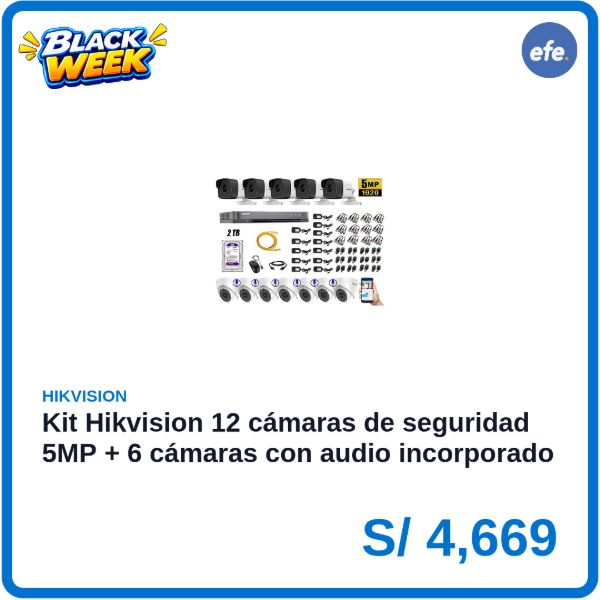 BLACK
WEEK
efe.
5MP
1920
2 TB
HIKVISION
Kit Hikvision 12 cámaras de seguridad
5MP + 6 cámaras con audio incorporado
S/ 4,669